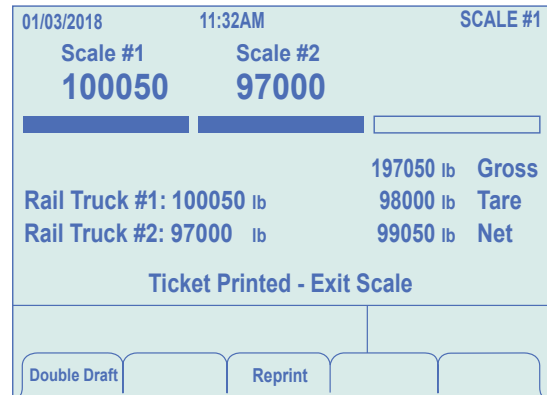 01/03/2018 11:32AM SCALE #1
Scale #1 Scale #2
100050 97000
197050 lb Gross
Rail Truck #1: 100050 lb 98000 lb Tare
Rail Truck #2: 97000 lb 99050 lb Net
Ticket Printed - Exit Scale
Double Draft Reprint